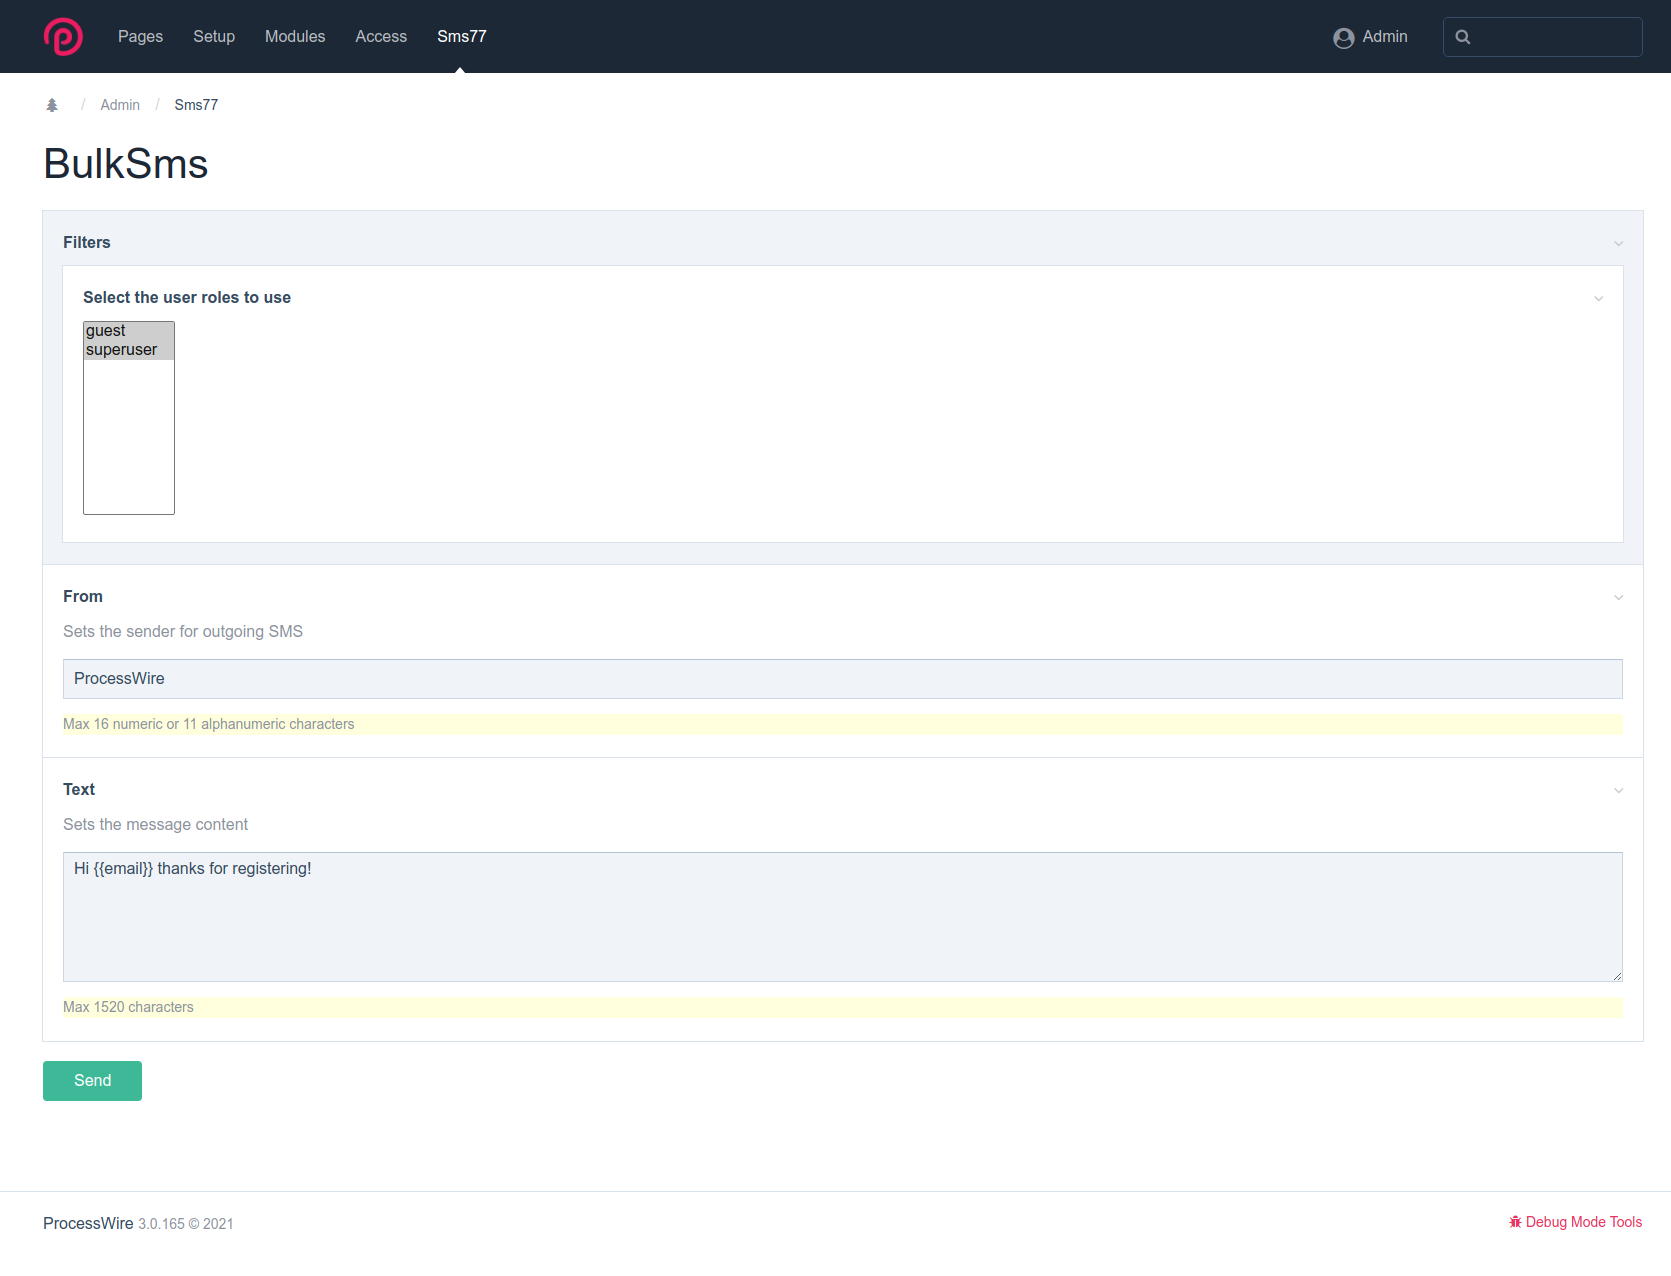 Pages Setup Modules Access Sms77 Admin
/ Admin / Sms77
BulkSms
Filters
Select the user roles to use
guest
superuser
From
Sets the sender for outgoing SMS
ProcessWire
Max 16 numeric or 11 alphanumeric characters
Text
Sets the message content
Hi {{email}} thanks for registering!
Max 1520 characters
Send
ProcessWire 3.0.165 © 2021 Debug Mode Tools